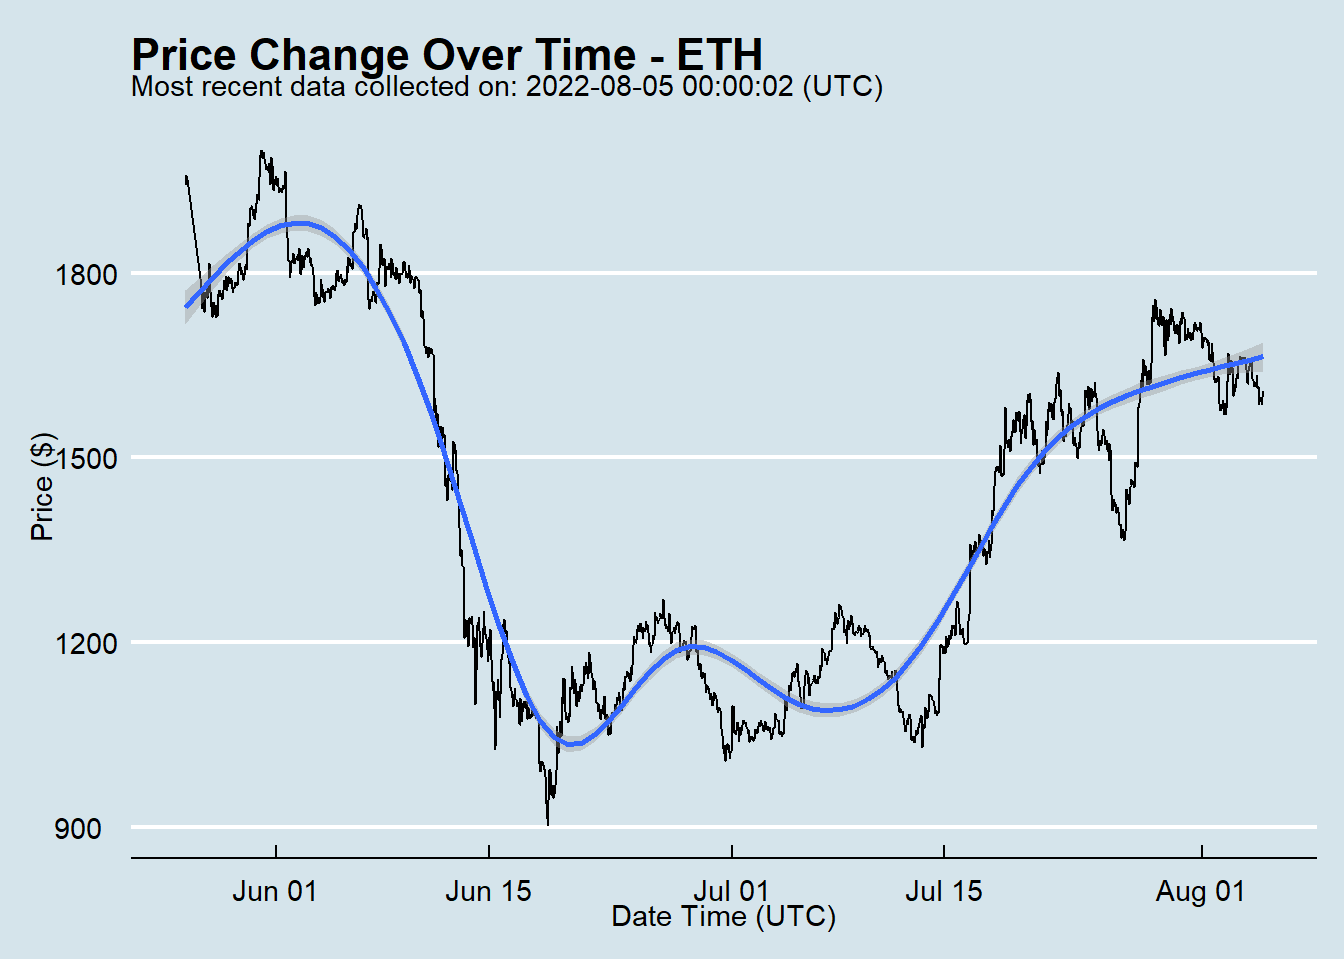 Price Change Over Time - ETH
Most recent data collected on: 2022-08-05 00:00:02 (UTC)
Price ($)
1800
1500
1200
900
Jun 01
Jun 15
Jul 01
Jul 15
Aug 01
Date Time (UTC)